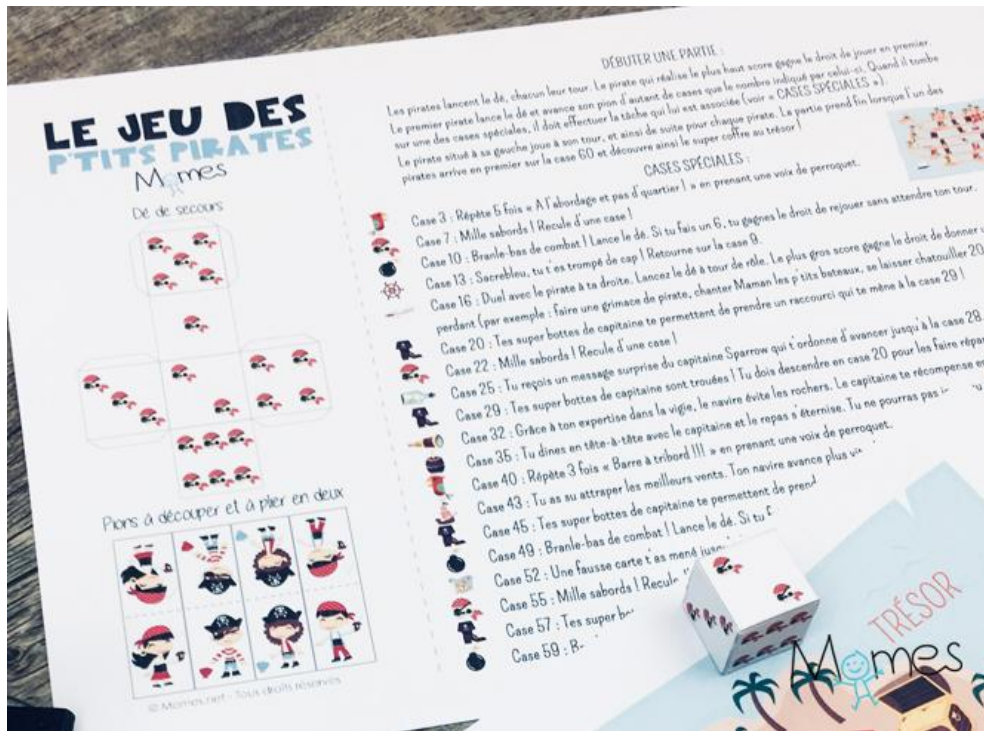 LE JEU DES
P'TITS PIRATES
Momes
Dé de secours
Pions à découper et à plier en deux
© Momes.net - Tous droits réservés
DÉBUTER UNE PARTIE :
Les pirates lancent le dé, chacun leur tour. Le pirate qui réalise le plus haut score gagne le droit de jouer en premier.
Le premier pirate lance le dé et avance son pion d'autant de cases que le nombre indiqué par celui-ci. Quand il tombe
sur une des cases spéciales, il doit effectuer la tâche qui lui est associée (voir « CASES SPÉCIALES »).
Le pirate situé à sa gauche joue à son tour, et ainsi de suite pour chaque pirate. La partie prend fin lorsque l'un des
pirates arrive en premier sur la case 60 et découvre ainsi le super coffre au trésor !
CASES SPÉCIALES :
Case 3 : Répète 5 fois « A l'abordage et pas d'quartier ! » en prenant une voix de perroquet.
Case 7 : Mille sabords ! Recule d'une case !
Case 10 : Branle-bas de combat ! Lance le dé. Si tu fais un 6, tu gagnes le droit de rejouer sans attendre ton tour.
Case 13 : Sacrebleu, tu t'es trompé de cap ! Retourne sur la case 9.
Case 16 : Duel avec le pirate à ta droite. Lancez le dé à tour de rôle. Le plus gros score gagne le droit de donner
perdant (par exemple : faire une grimace de pirate, chanter Maman les p'tits bateaux, se laisser chatouiller 20
Case 20 : Tes super bottes de capitaine te permettent de prendre un raccourci qui te mène à la case 29 !
Case 22 : Mille sabords ! Recule d'une case !
Case 25 : Tu reçois un message surprise du capitaine Sparrow qui t'ordonne d'avancer jusqu'à la case 28.
Case 29 : Tes super bottes de capitaine sont trouées ! Tu dois descendre en case 20 pour les faire
Case 32 : Grâce à ton expertise dans la vigie, le navire évite les rochers. Le capitaine te récompense
Case 35 : Tu dines en tête-à-tête avec le capitaine et le repas s'éternise. Tu ne pourras pas
Case 40 : Répète 3 fois « Barre à tribord !!! » en prenant une voix de perroquet.
Case 43 : Tu as su attraper les meilleurs vents. Ton navire avance plus
Case 45 : Tes super bottes de capitaine te permettent de
Case 49 : Branle-bas de combat ! Lance le dé. Si tu
Case 52 : Une fausse carte t'as mené
Case 55 : Mille sabords !
Case 57 : Tes super
Case 59 :
TRÉSOR
Momes